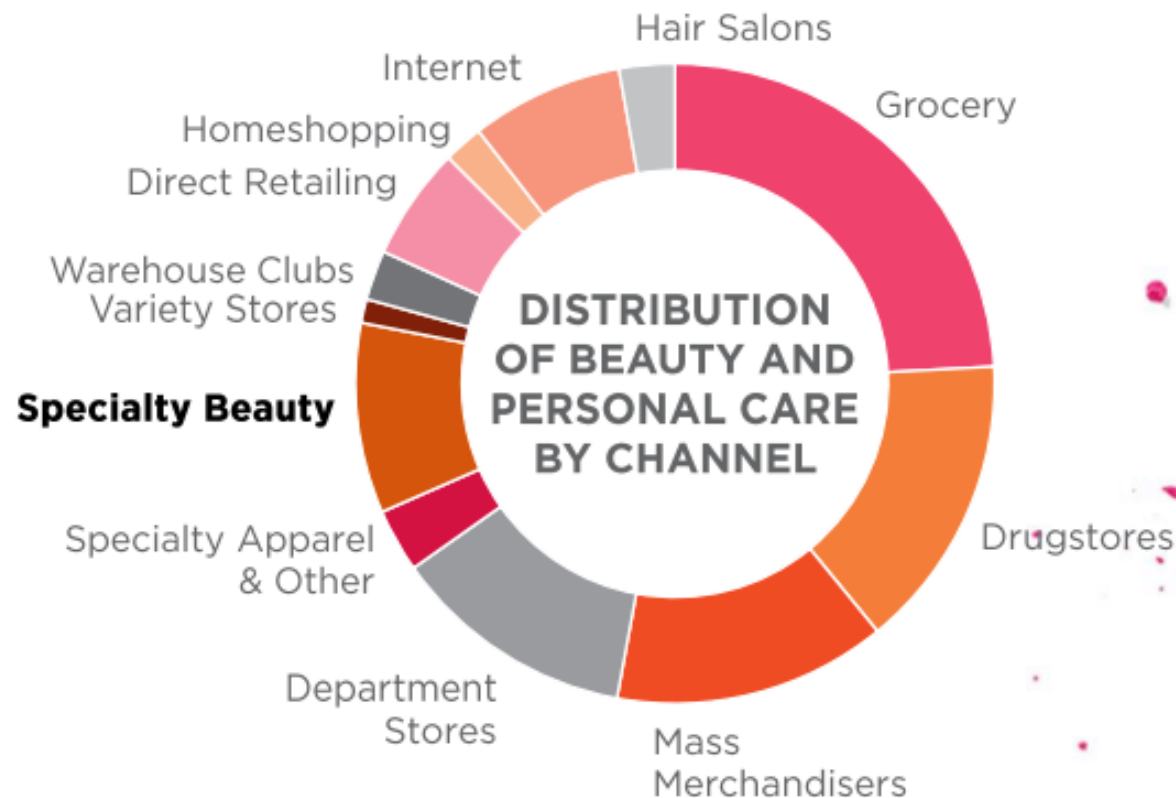 Hair Salons
Internet
Grocery
Homeshopping
Direct Retailing
Warehouse Clubs
Variety Stores
DISTRIBUTION
OF BEAUTY AND
PERSONAL CARE
BY CHANNEL
Specialty Beauty
Specialty Apparel
& Other
Drugstores
Department
Stores
Mass
Merchandisers